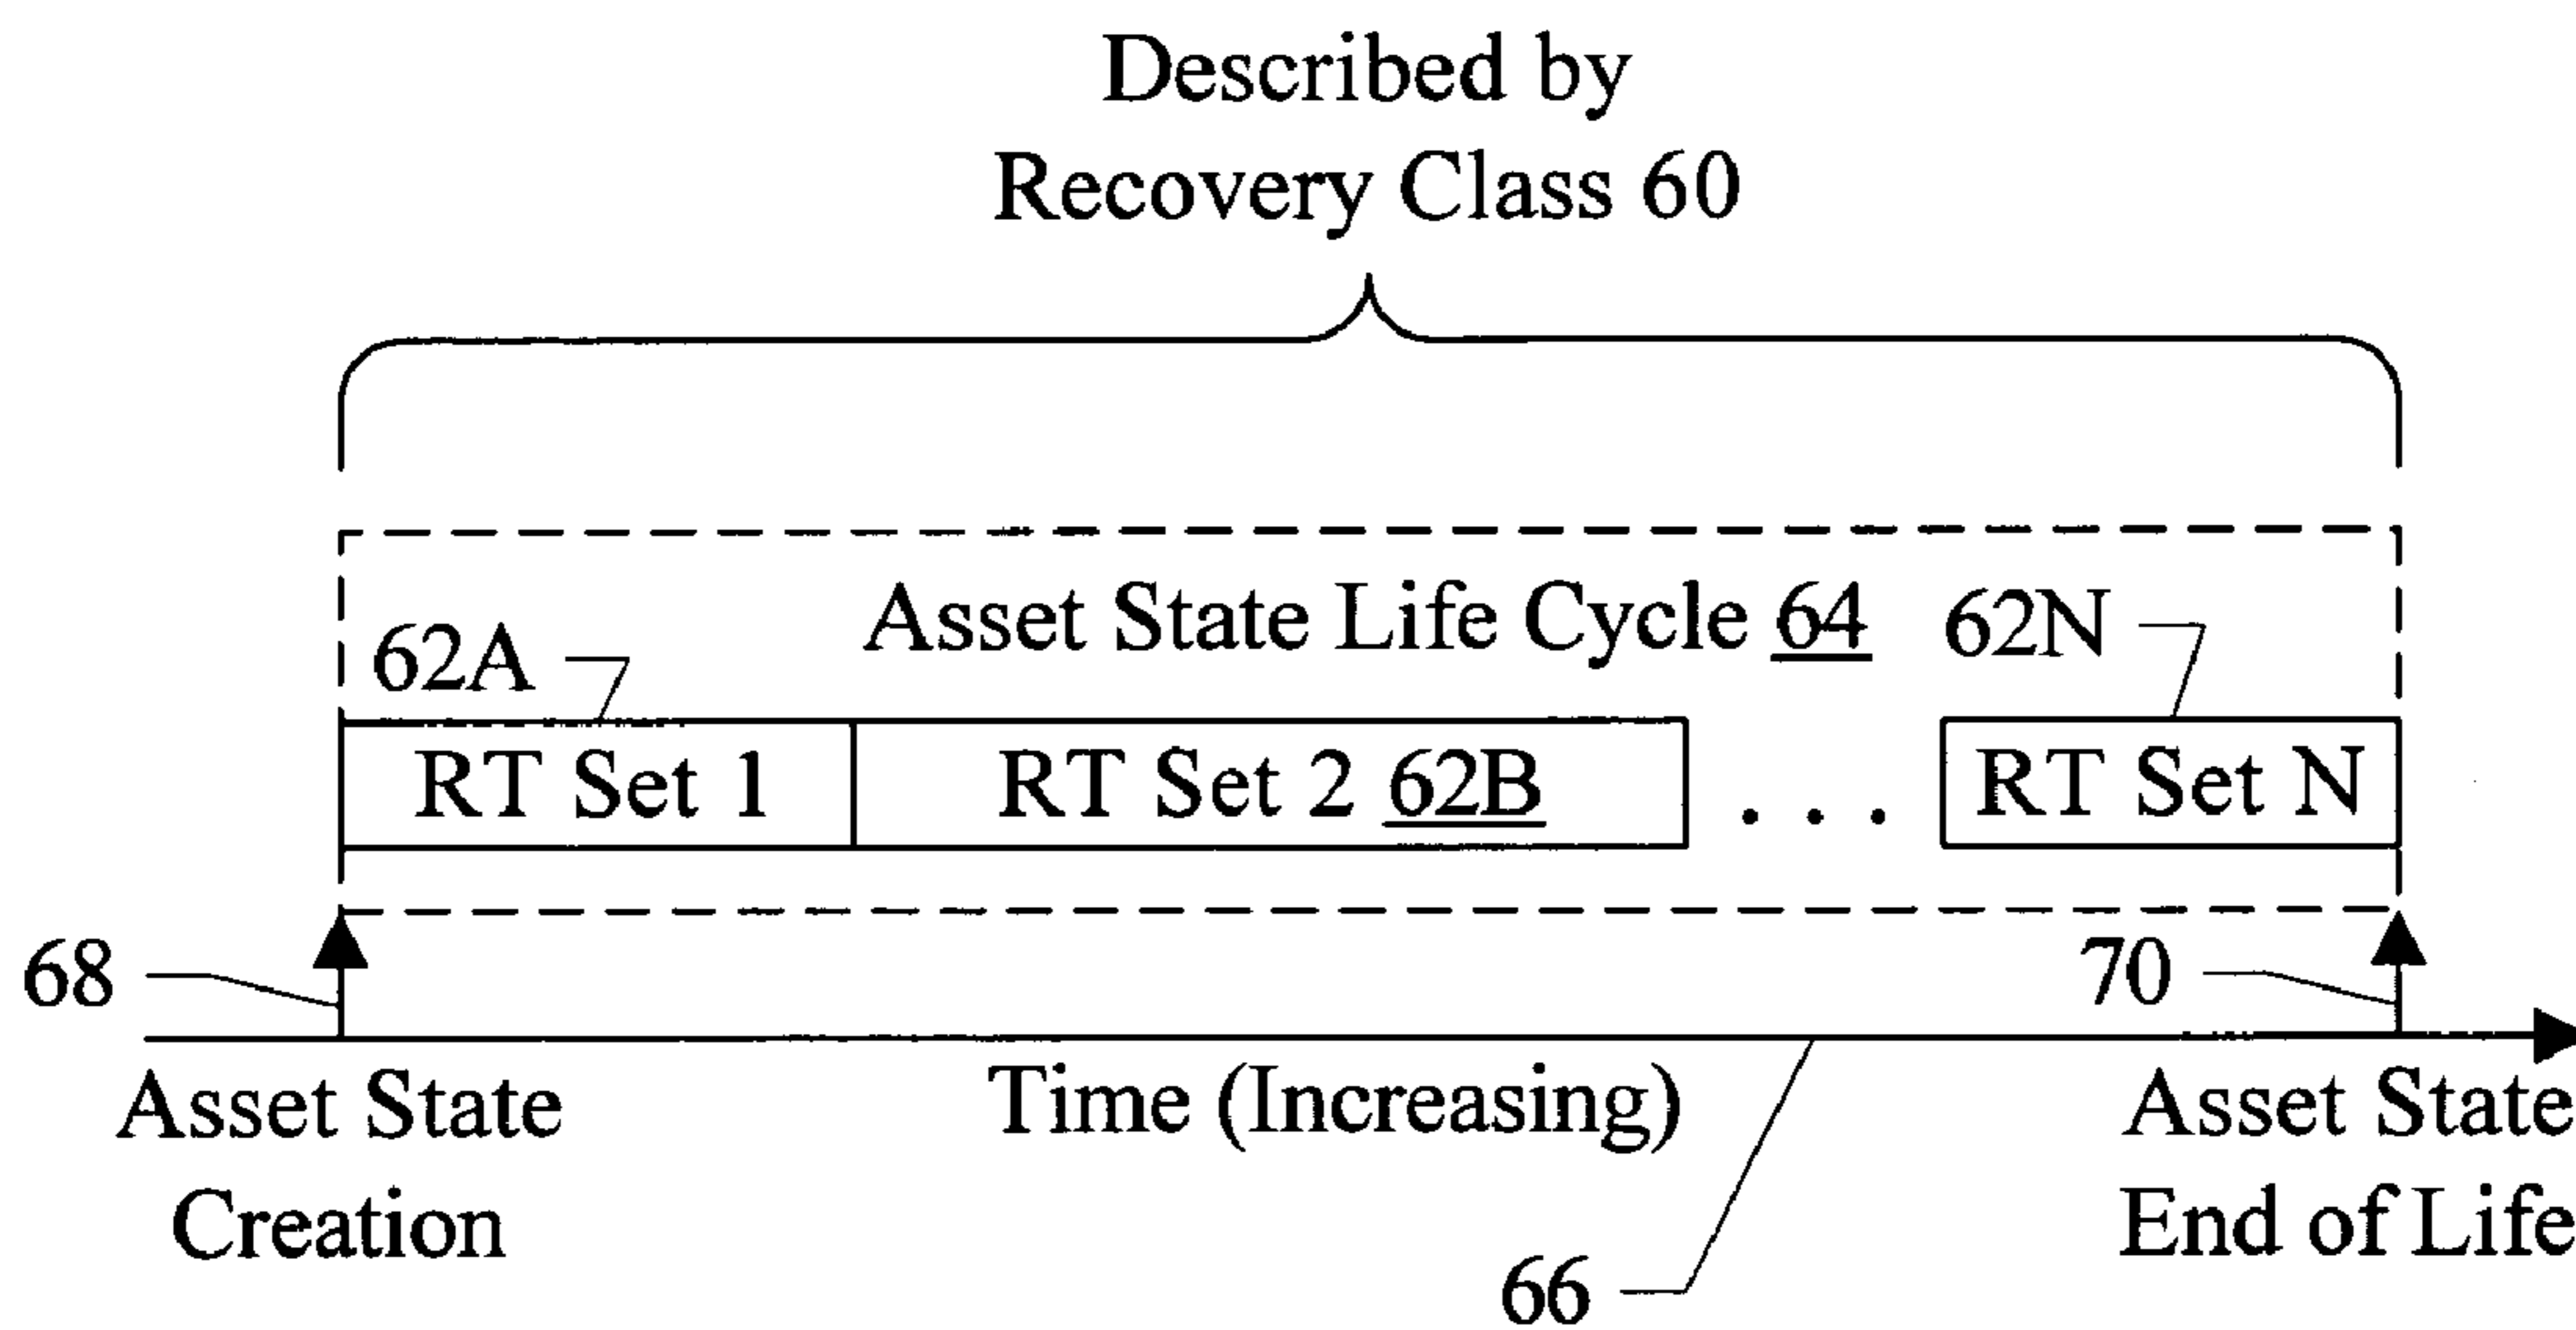 Described by
Recovery Class 60
Asset State Life Cycle 64
62N
62A
RT Set 1
RT Set 2 62B
. . .
RT Set N
68
70
Asset State
Creation
Time (Increasing)
Asset State
End of Life
66